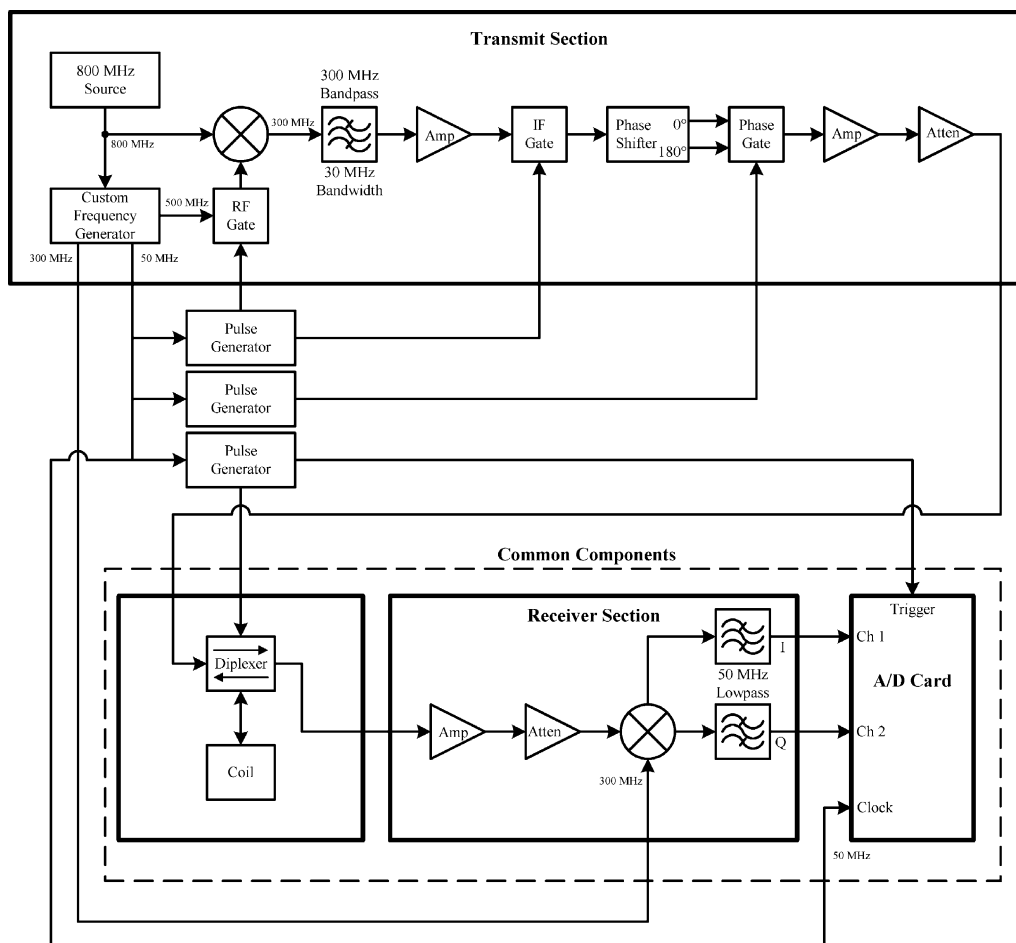 Transmit Section
800 MHz
Source
800 MHz
300 MHz
300 MHz
Bandpass
30 MHz
Bandwidth
Amp
IF
Gate
Phase
Shifter
0°
180°
Phase
Gate
Amp
Atten
Custom
Frequency
Generator
500 MHz
RF
Gate
300 MHz
50 MHz
Pulse
Generator
Pulse
Generator
Pulse
Generator
Common Components
Diplexer
Coil
Receiver Section
Amp
Atten
300 MHz
I
50 MHz
Lowpass
Q
Trigger
Ch 1
A/D Card
Ch 2
Clock
50 MHz